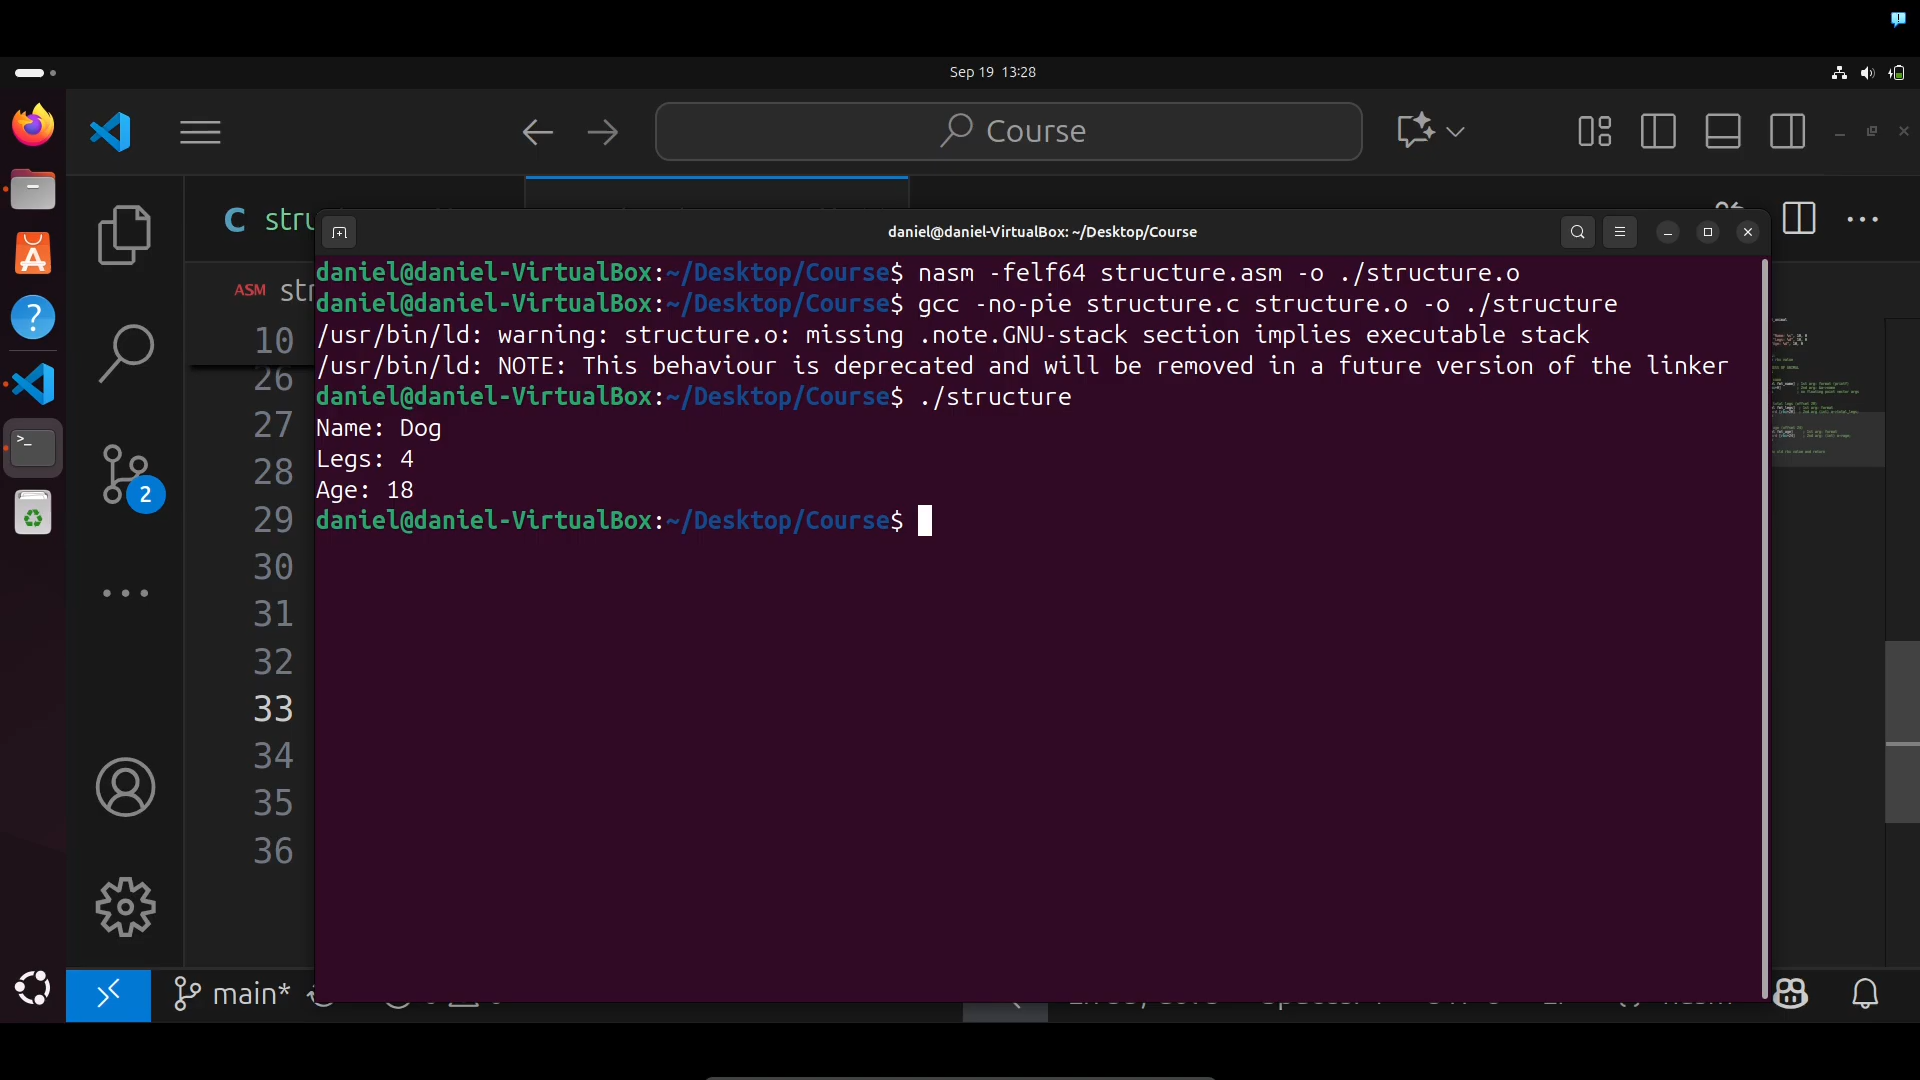 Sep 19 13:28
Course
C stru
daniel@daniel-VirtualBox: ~/Desktop/Course
ASM str
daniel@daniel-VirtualBox:~/Desktop/Course$ nasm -felf64 structure.asm -o ./structure.o
daniel@daniel-VirtualBox:~/Desktop/Course$ gcc -no-pie structure.c structure.o -o ./structure
/usr/bin/ld: warning: structure.o: missing .note.GNU-stack section implies executable stack
/usr/bin/ld: NOTE: This behaviour is deprecated and will be removed in a future version of the linker
daniel@daniel-VirtualBox:~/Desktop/Course$ ./structure
Name: Dog
Legs: 4
Age: 18
daniel@daniel-VirtualBox:~/Desktop/Course$
10
26
27
28
29
30
31
32
33
34
35
36
2
main*